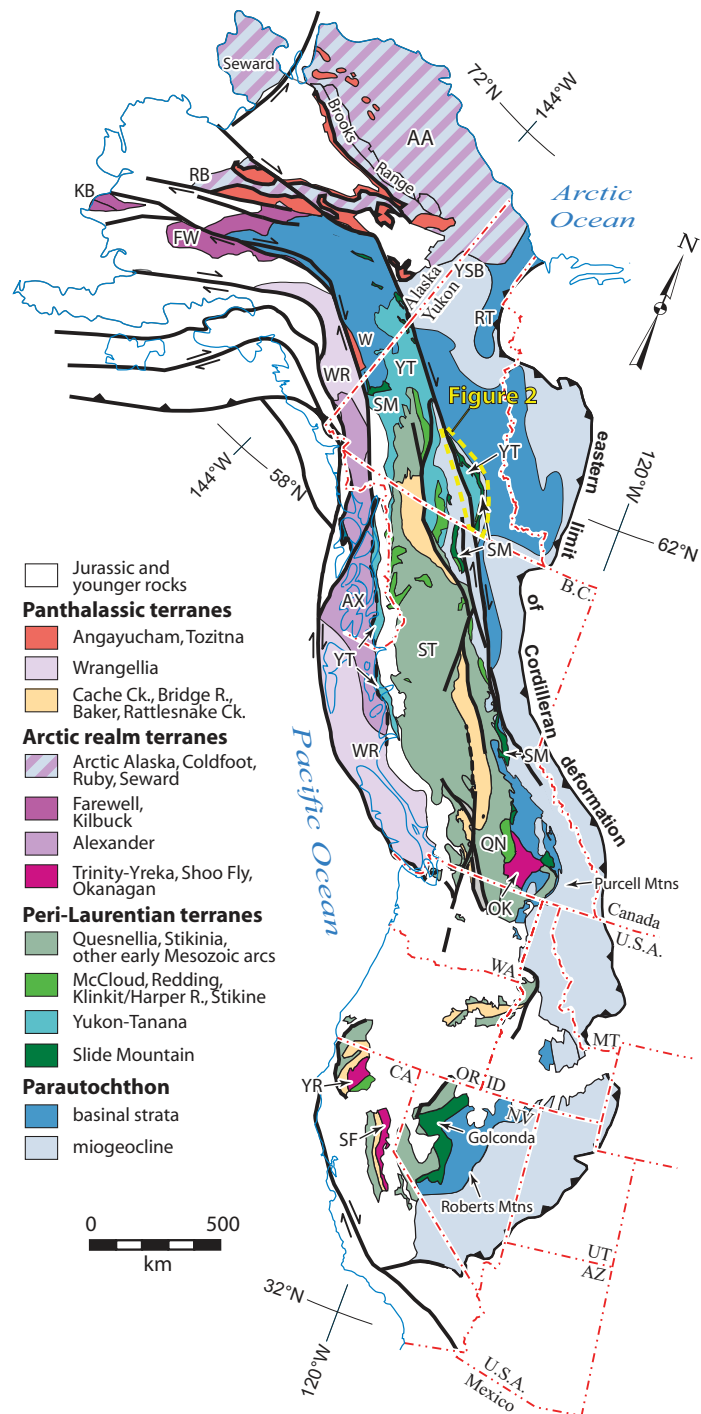 Seward
72°N
144°W
Brooks
Range
AA
RB
KB
FW
Arctic
Ocean
N
Alaska
Yukon
YSB
RT
W
WR
YT
SM
Figure 2
YT
144°W
58°N
SM
120°W
62°N
eastern
limit
of
Cordilleran
deformation
B.C.
AX
ST
YT
WR
SM
QN
OK
Purcell Mtns
Canada
U.S.A.
Pacific Ocean
Jurassic and
younger rocks
Panthalassic terranes
Angayucham, Tozitna
Wrangellia
Cache Ck., Bridge R.,
Baker, Rattlesnake Ck.
Arctic realm terranes
Arctic Alaska, Coldfoot,
Ruby, Seward
Farewell,
Kilbuck
Alexander
Trinity-Yreka, Shoo Fly,
Okanagan
Peri-Laurentian terranes
Quesnellia, Stikinia,
other early Mesozoic arcs
McCloud, Redding,
Klinkit/Harper R., Stikine
Yukon-Tanana
Slide Mountain
Parautochthon
basinal strata
miogeocline
0 500
km
WA
MT
YR
CA
OR
ID
NV
SF
Golconda
Roberts Mtns
UT
AZ
32°N
120°W
U.S.A.
Mexico